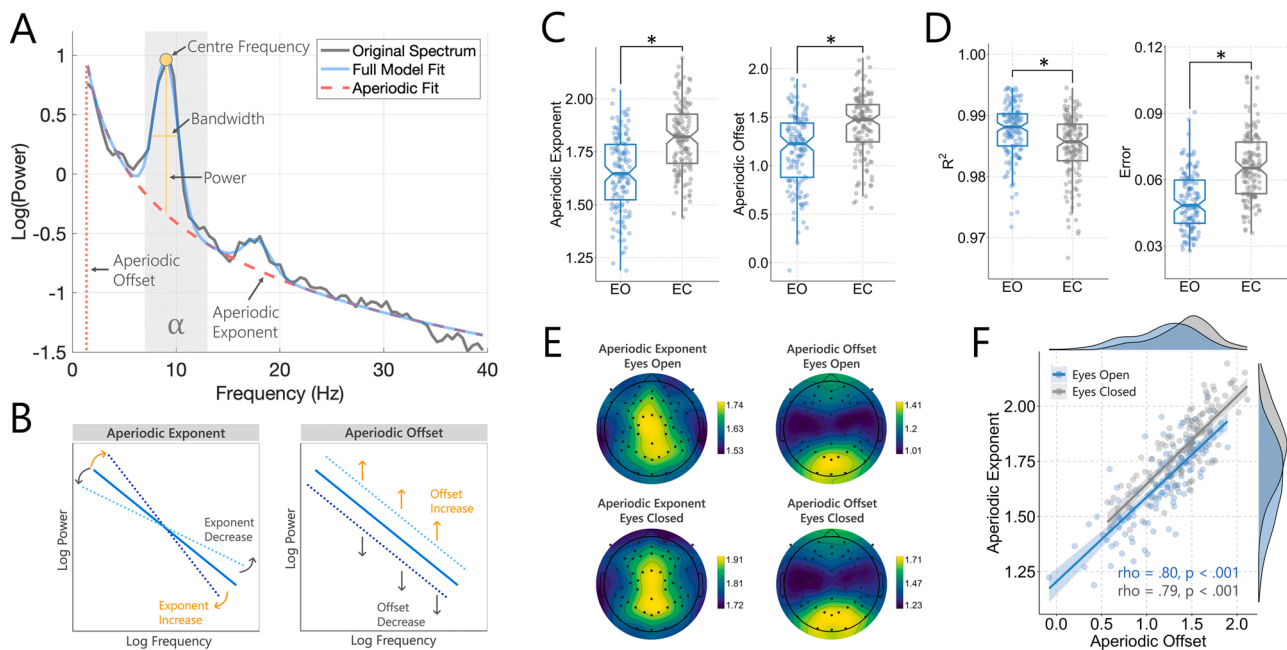 A
Centre Frequency
Original Spectrum
Full Model Fit
Aperiodic Fit
Bandwidth
Power
Aperiodic
Offset
Aperiodic
Exponent
α
Log(Power)
1
0.5
0
-0.5
-1
-1.5
0
10
20
30
40
Frequency (Hz)
B
Aperiodic Exponent
Log Power
Exponent
Decrease
Exponent
Increase
Log Frequency
Aperiodic Offset
Log Power
Offset
Increase
Offset
Decrease
Log Frequency
C
*
Aperiodic Exponent
2.00
1.75
1.50
1.25
EO
EC
*
Aperiodic Offset
2.0
1.5
1.0
0.5
0.0
EO
EC
D
*
R2
1.00
0.99
0.98
0.97
EO
EC
*
Error
0.12
0.09
0.06
0.03
EO
EC
E
Aperiodic Exponent
Eyes Open
1.74
1.63
1.53
Aperiodic Offset
Eyes Open
1.41
1.2
1.01
Aperiodic Exponent
Eyes Closed
1.91
1.81
1.72
Aperiodic Offset
Eyes Closed
1.71
1.47
1.23
F
Eyes Open
Eyes Closed
Aperiodic Exponent
2.00
1.75
1.50
1.25
rho = .80, p < .001
rho = .79, p < .001
0.0
0.5
1.0
1.5
2.0
Aperiodic Offset